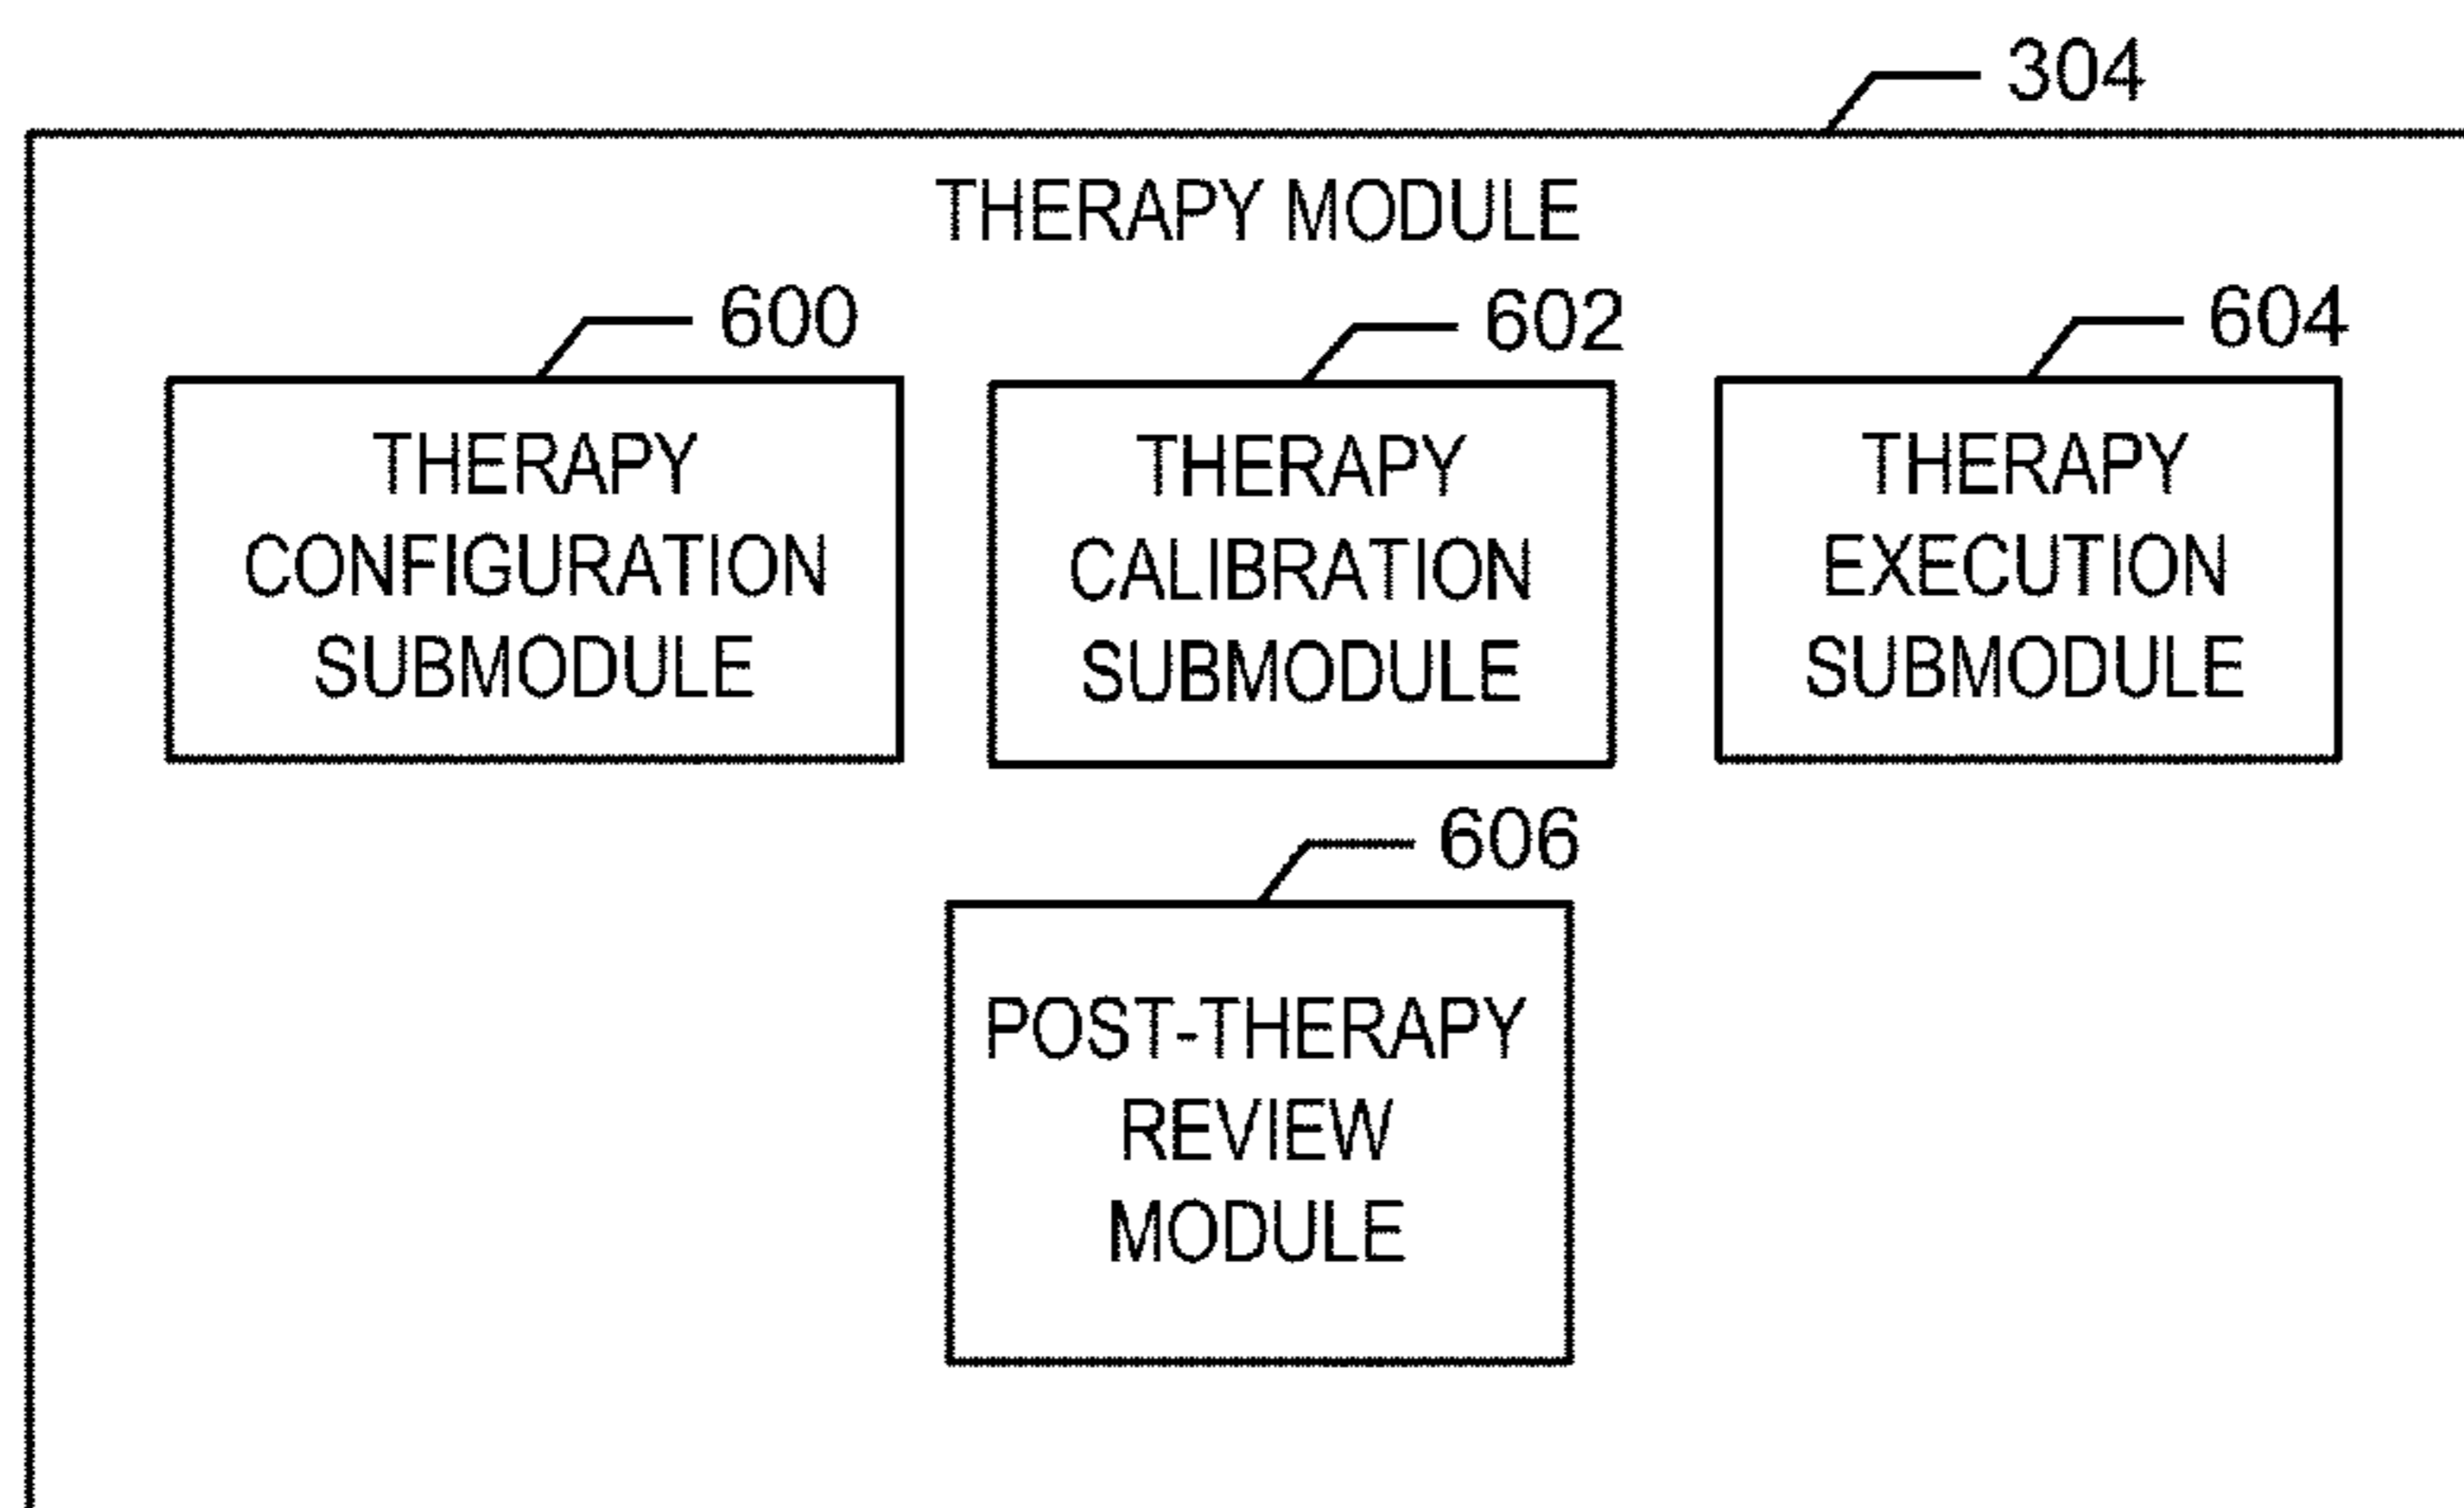 304
THERAPY MODULE
600
602
604
THERAPY
CONFIGURATION
SUBMODULE
THERAPY
CALIBRATION
SUBMODULE
THERAPY
EXECUTION
SUBMODULE
606
POST-THERAPY
REVIEW
MODULE